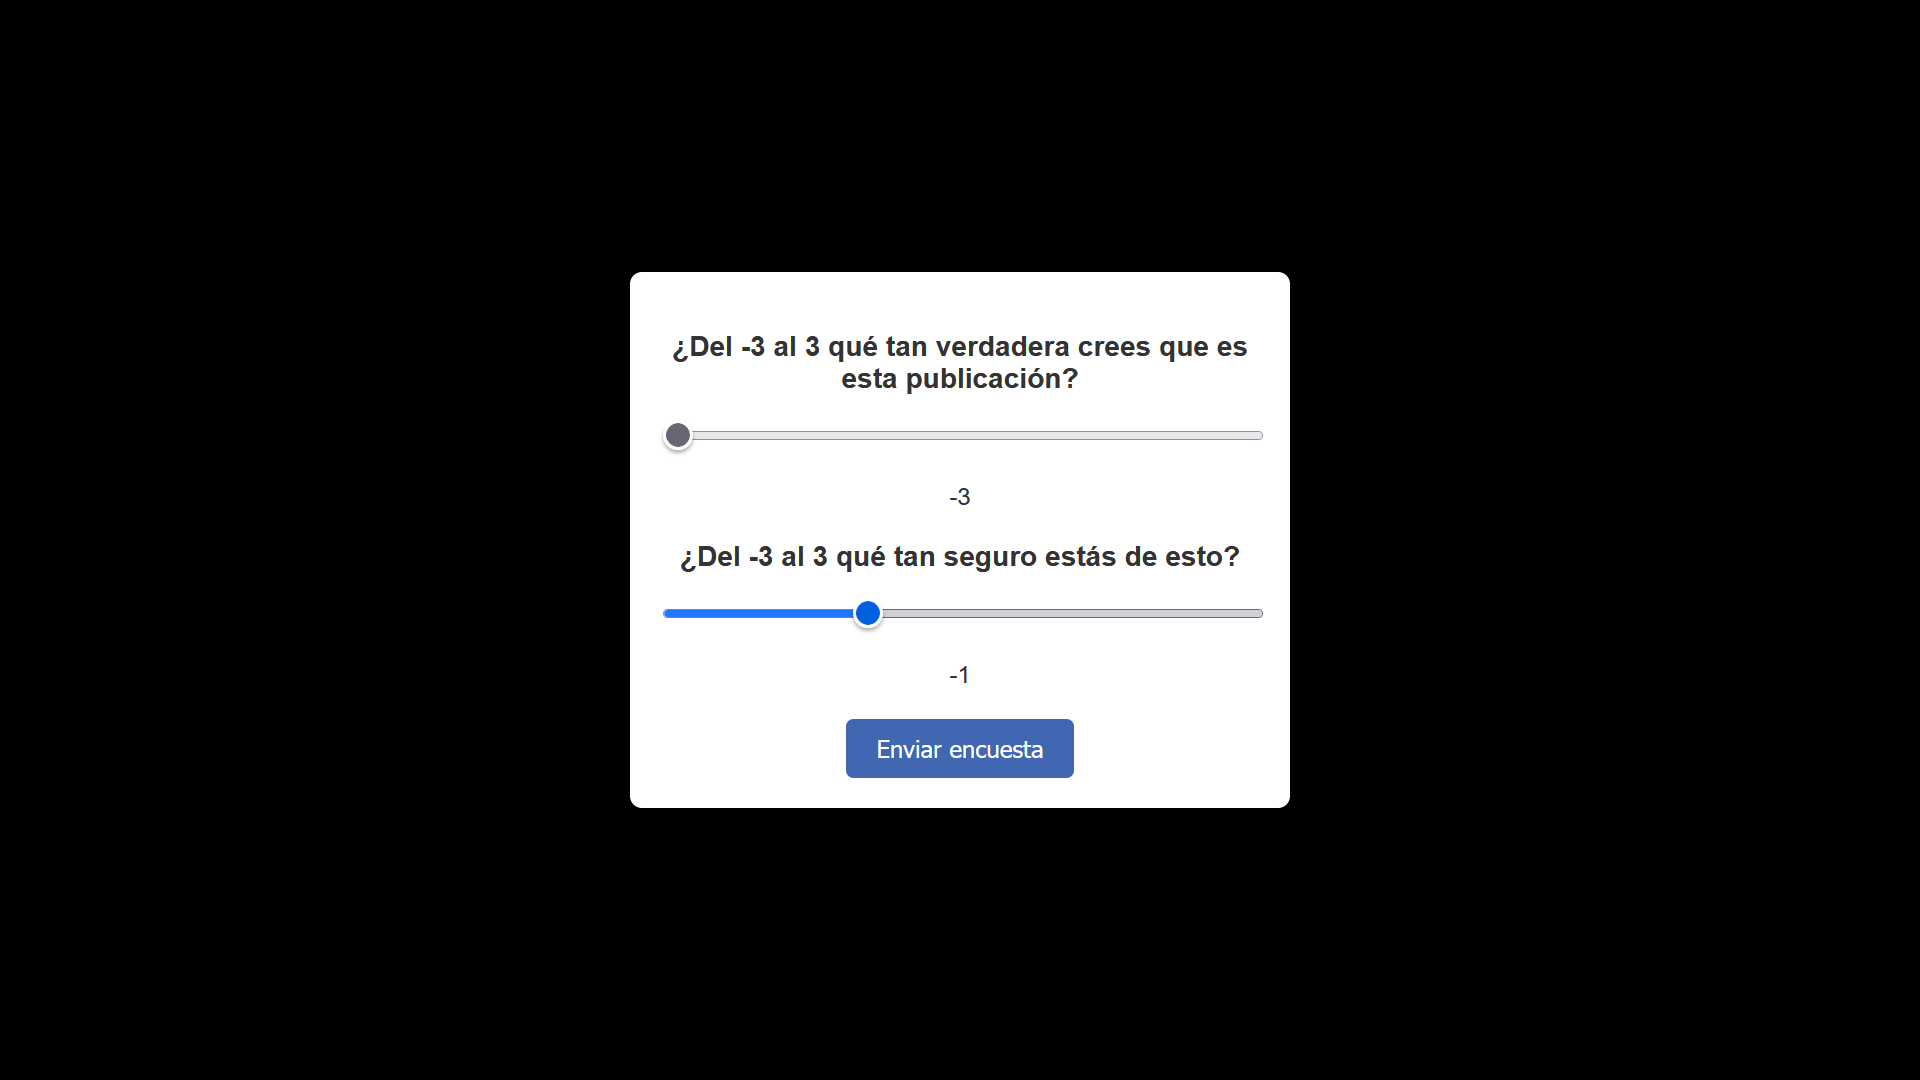 ¿Del -3 al 3 qué tan verdadera crees que es
esta publicación?
-3
¿Del -3 al 3 qué tan seguro estás de esto?
-1
Enviar encuesta